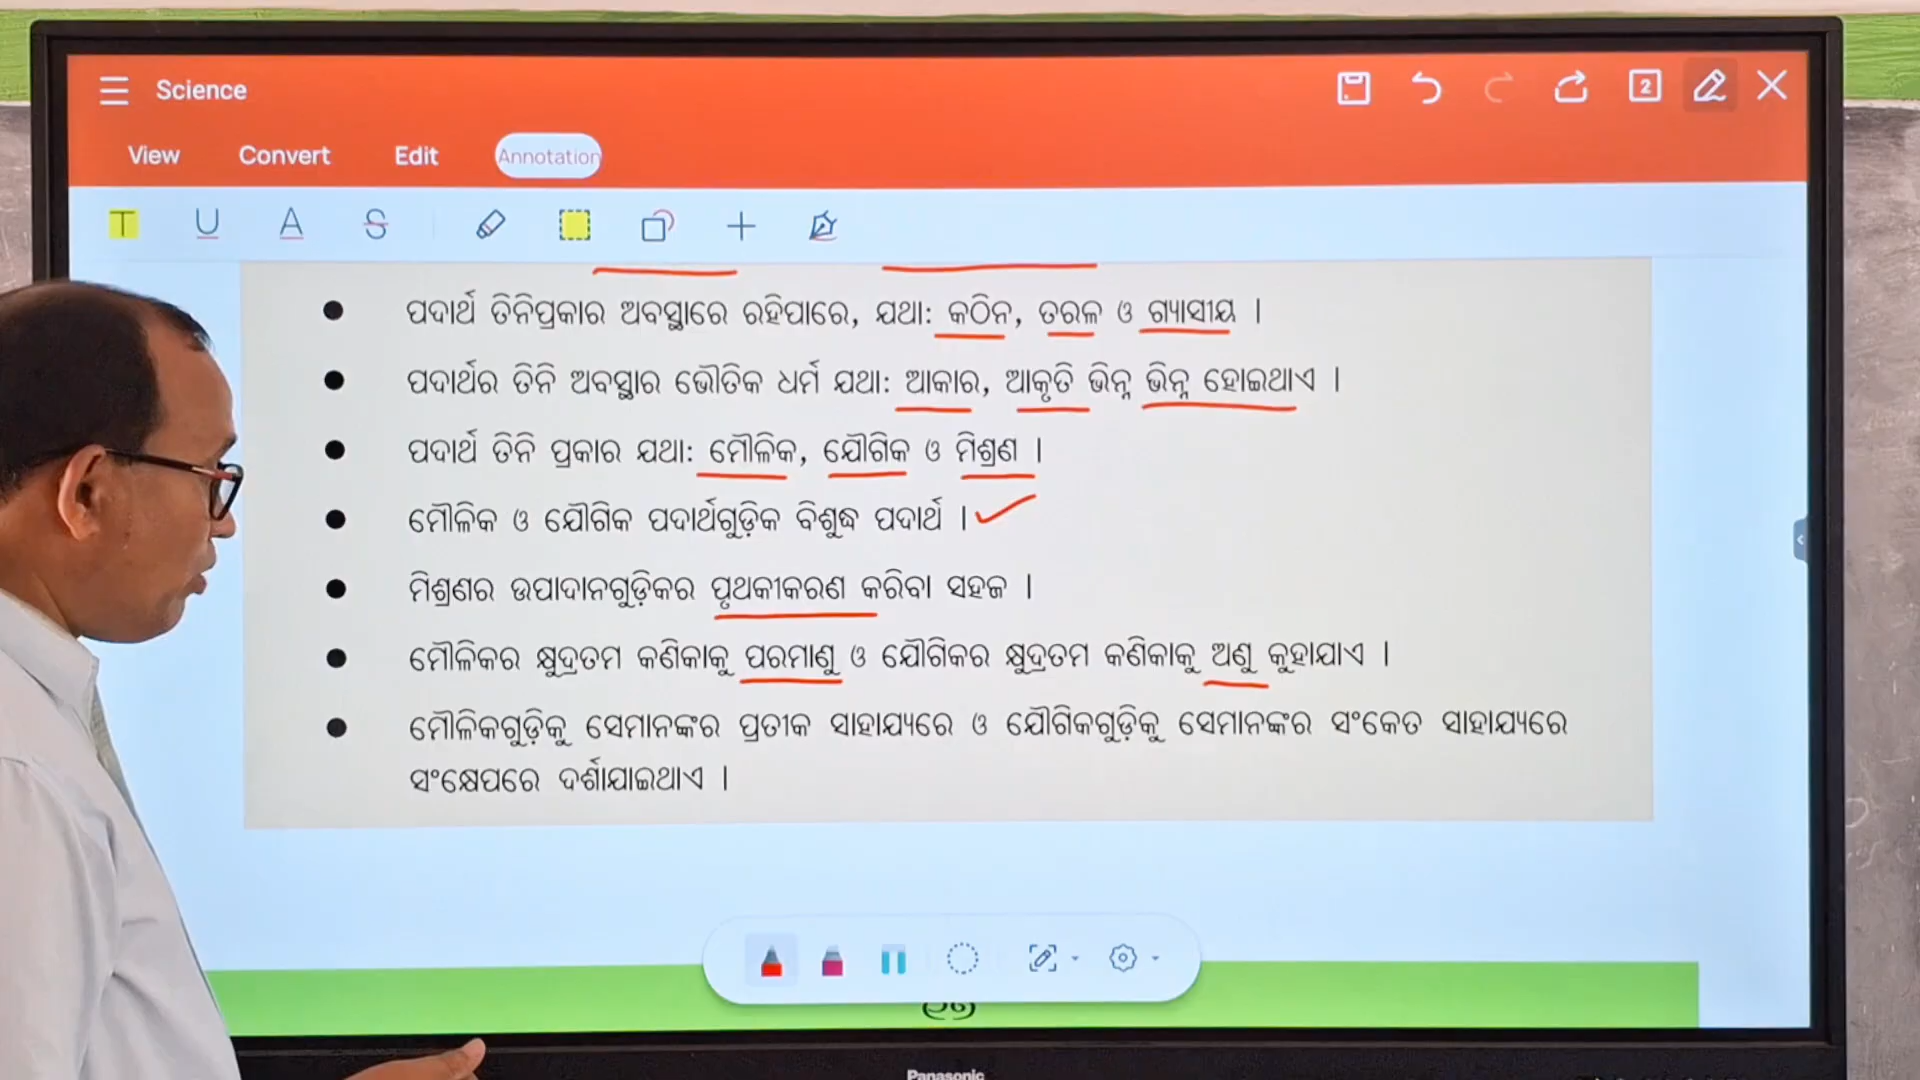 Science
2
View Convert Edit Annotation
T U A S
● ପଦାର୍ଥ ତିନିପ୍ରକାର ଅବସ୍ଥାରେ ରହିପାରେ, ଯଥା: କଠିନ, ତରଳ ଓ ଗ୍ୟାସୀୟ ।
● ପଦାର୍ଥର ତିନି ଅବସ୍ଥାର ଭୌତିକ ଧର୍ମ ଯଥା: ଆକାର, ଆକୃତି ଭିନ୍ନ ଭିନ୍ନ ହୋଇଥାଏ ।
● ପଦାର୍ଥ ତିନି ପ୍ରକାର ଯଥା: ମୌଳିକ, ଯୌଗିକ ଓ ମିଶ୍ରଣ ।
● ମୌଳିକ ଓ ଯୌଗିକ ପଦାର୍ଥଗୁଡ଼ିକ ବିଶୁଦ୍ଧ ପଦାର୍ଥ ।
● ମିଶ୍ରଣର ଉପାଦାନଗୁଡ଼ିକର ପୃଥକୀକରଣ କରିବା ସହଜ ।
● ମୌଳିକର କ୍ଷୁଦ୍ରତମ କଣିକାକୁ ପରମାଣୁ ଓ ଯୌଗିକର କ୍ଷୁଦ୍ରତମ କଣିକାକୁ ଅଣୁ କୁହାଯାଏ ।
● ମୌଳିକଗୁଡ଼ିକୁ ସେମାନଙ୍କର ପ୍ରତୀକ ସାହାଯ୍ୟରେ ଓ ଯୌଗିକଗୁଡ଼ିକୁ ସେମାନଙ୍କର ସଂକେତ ସାହାଯ୍ୟରେ
ସଂକ୍ଷେପରେ ଦର୍ଶାଯାଇଥାଏ ।
Panasonic